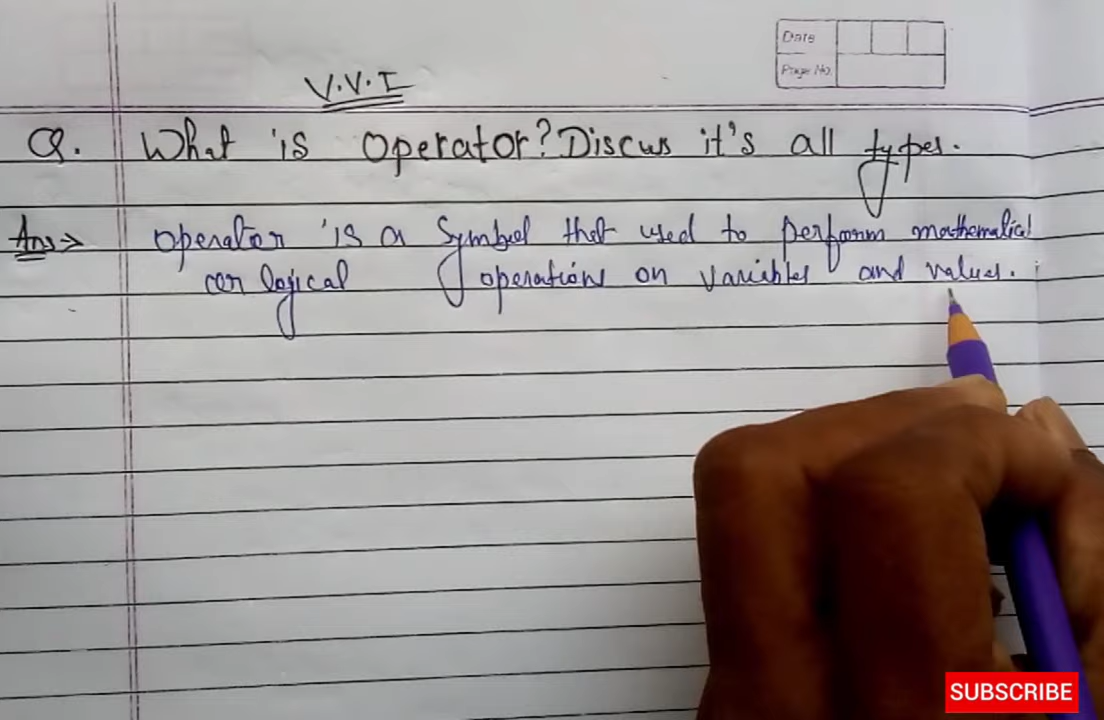 Date
Page No.
V.V.I
Q. What is operator? Discus it's all types.
Ans→ operator is a symbol that used to perform mathematical
or logical operations on variables and values.
SUBSCRIBE